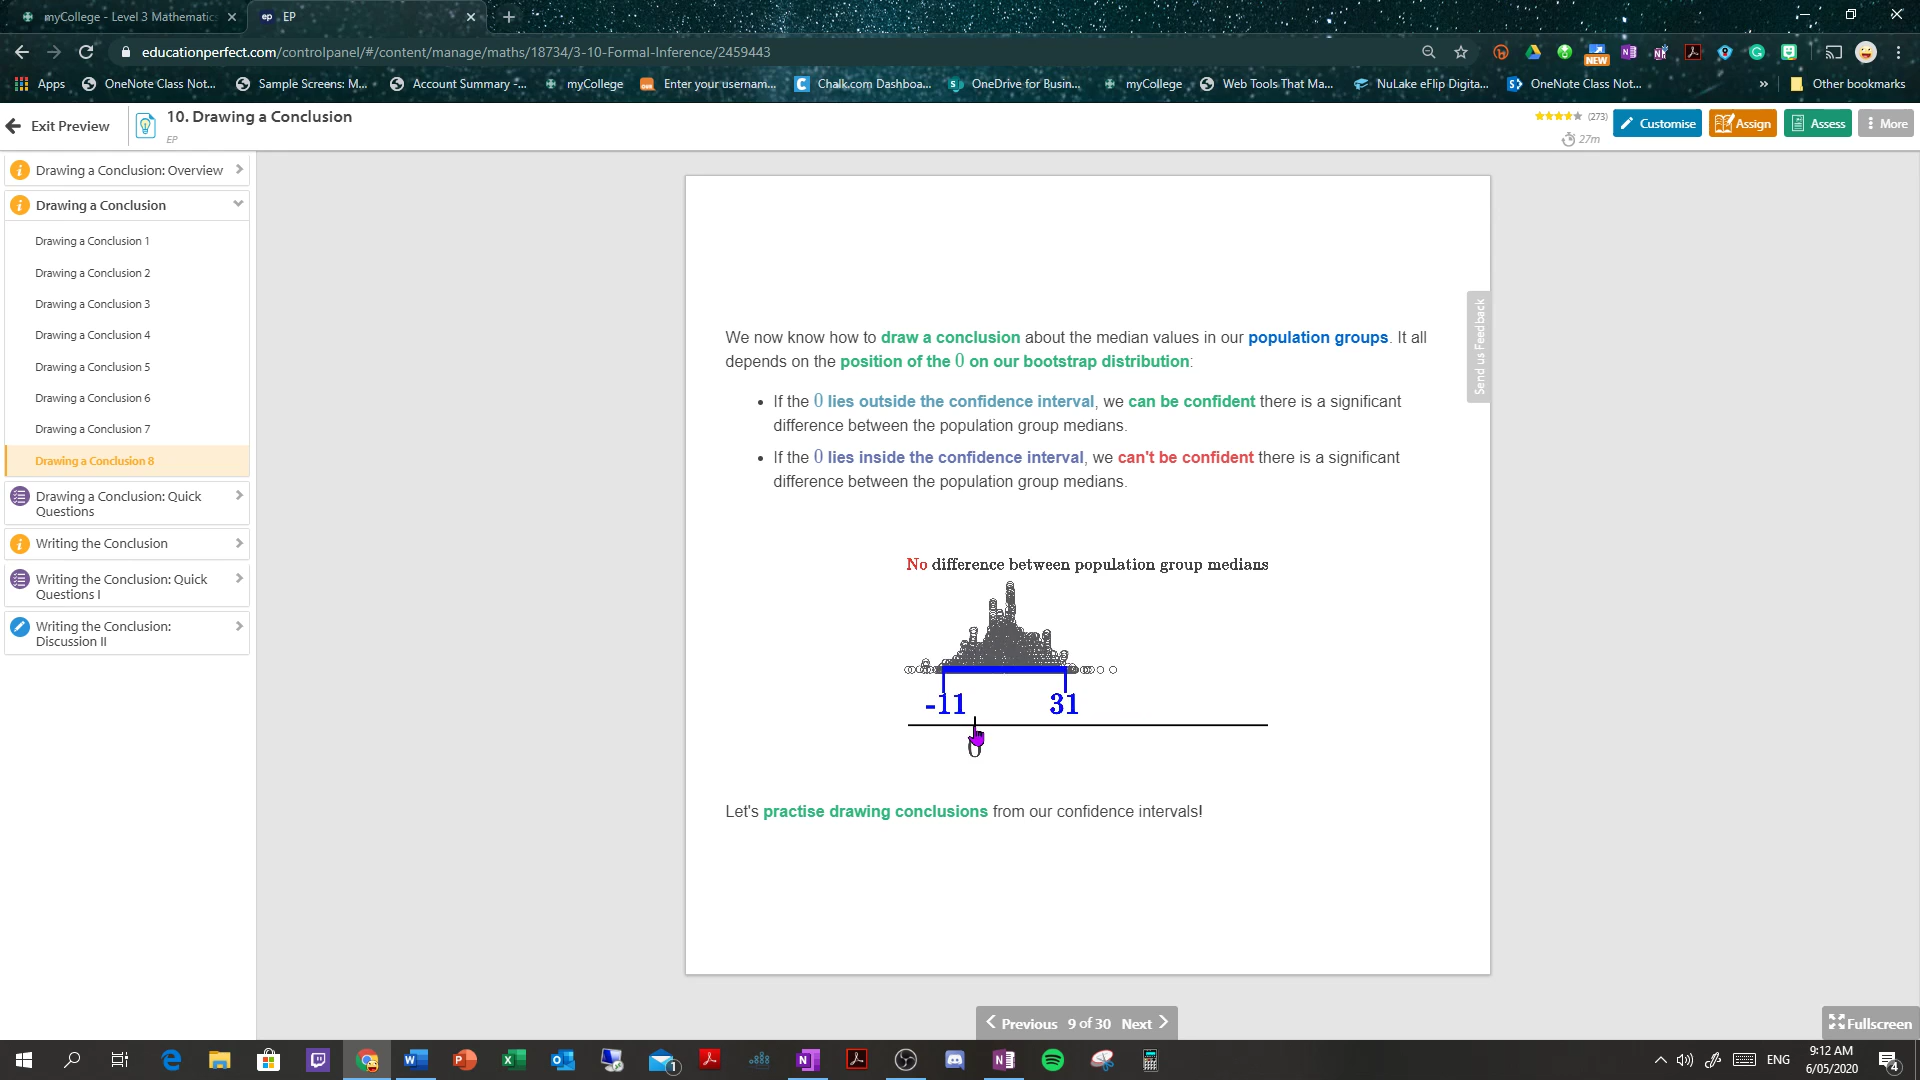 myCollege - Level 3 Mathematics
EP
educationperfect.com/controlpanel/#/content/manage/maths/18734/3-10-Formal-Inference/2459443
Apps
OneNote Class Not...
Sample Screens: M...
Account Summary -...
myCollege
Enter your usernam...
Chalk.com Dashboa...
OneDrive for Busin...
myCollege
Web Tools That Ma...
NuLake eFlip Digita...
OneNote Class Not...
Other bookmarks
NEW
Exit Preview
10. Drawing a Conclusion
EP
(273)
27m
Customise
Assign
Assess
More
Drawing a Conclusion: Overview
Drawing a Conclusion
Drawing a Conclusion 1
Drawing a Conclusion 2
Drawing a Conclusion 3
Drawing a Conclusion 4
Drawing a Conclusion 5
Drawing a Conclusion 6
Drawing a Conclusion 7
Drawing a Conclusion 8
Drawing a Conclusion: Quick
Questions
Writing the Conclusion
Writing the Conclusion: Quick
Questions I
Writing the Conclusion:
Discussion II
We now know how to draw a conclusion about the median values in our population groups. It all
depends on the position of the 0 on our bootstrap distribution:
• If the 0 lies outside the confidence interval, we can be confident there is a significant
difference between the population group medians.
• If the 0 lies inside the confidence interval, we can't be confident there is a significant
difference between the population group medians.
No difference between population group medians
-11 31
0
Let's practise drawing conclusions from our confidence intervals!
Send us Feedback
Previous 9 of 30 Next
Fullscreen
ENG
9:12 AM
6/05/2020